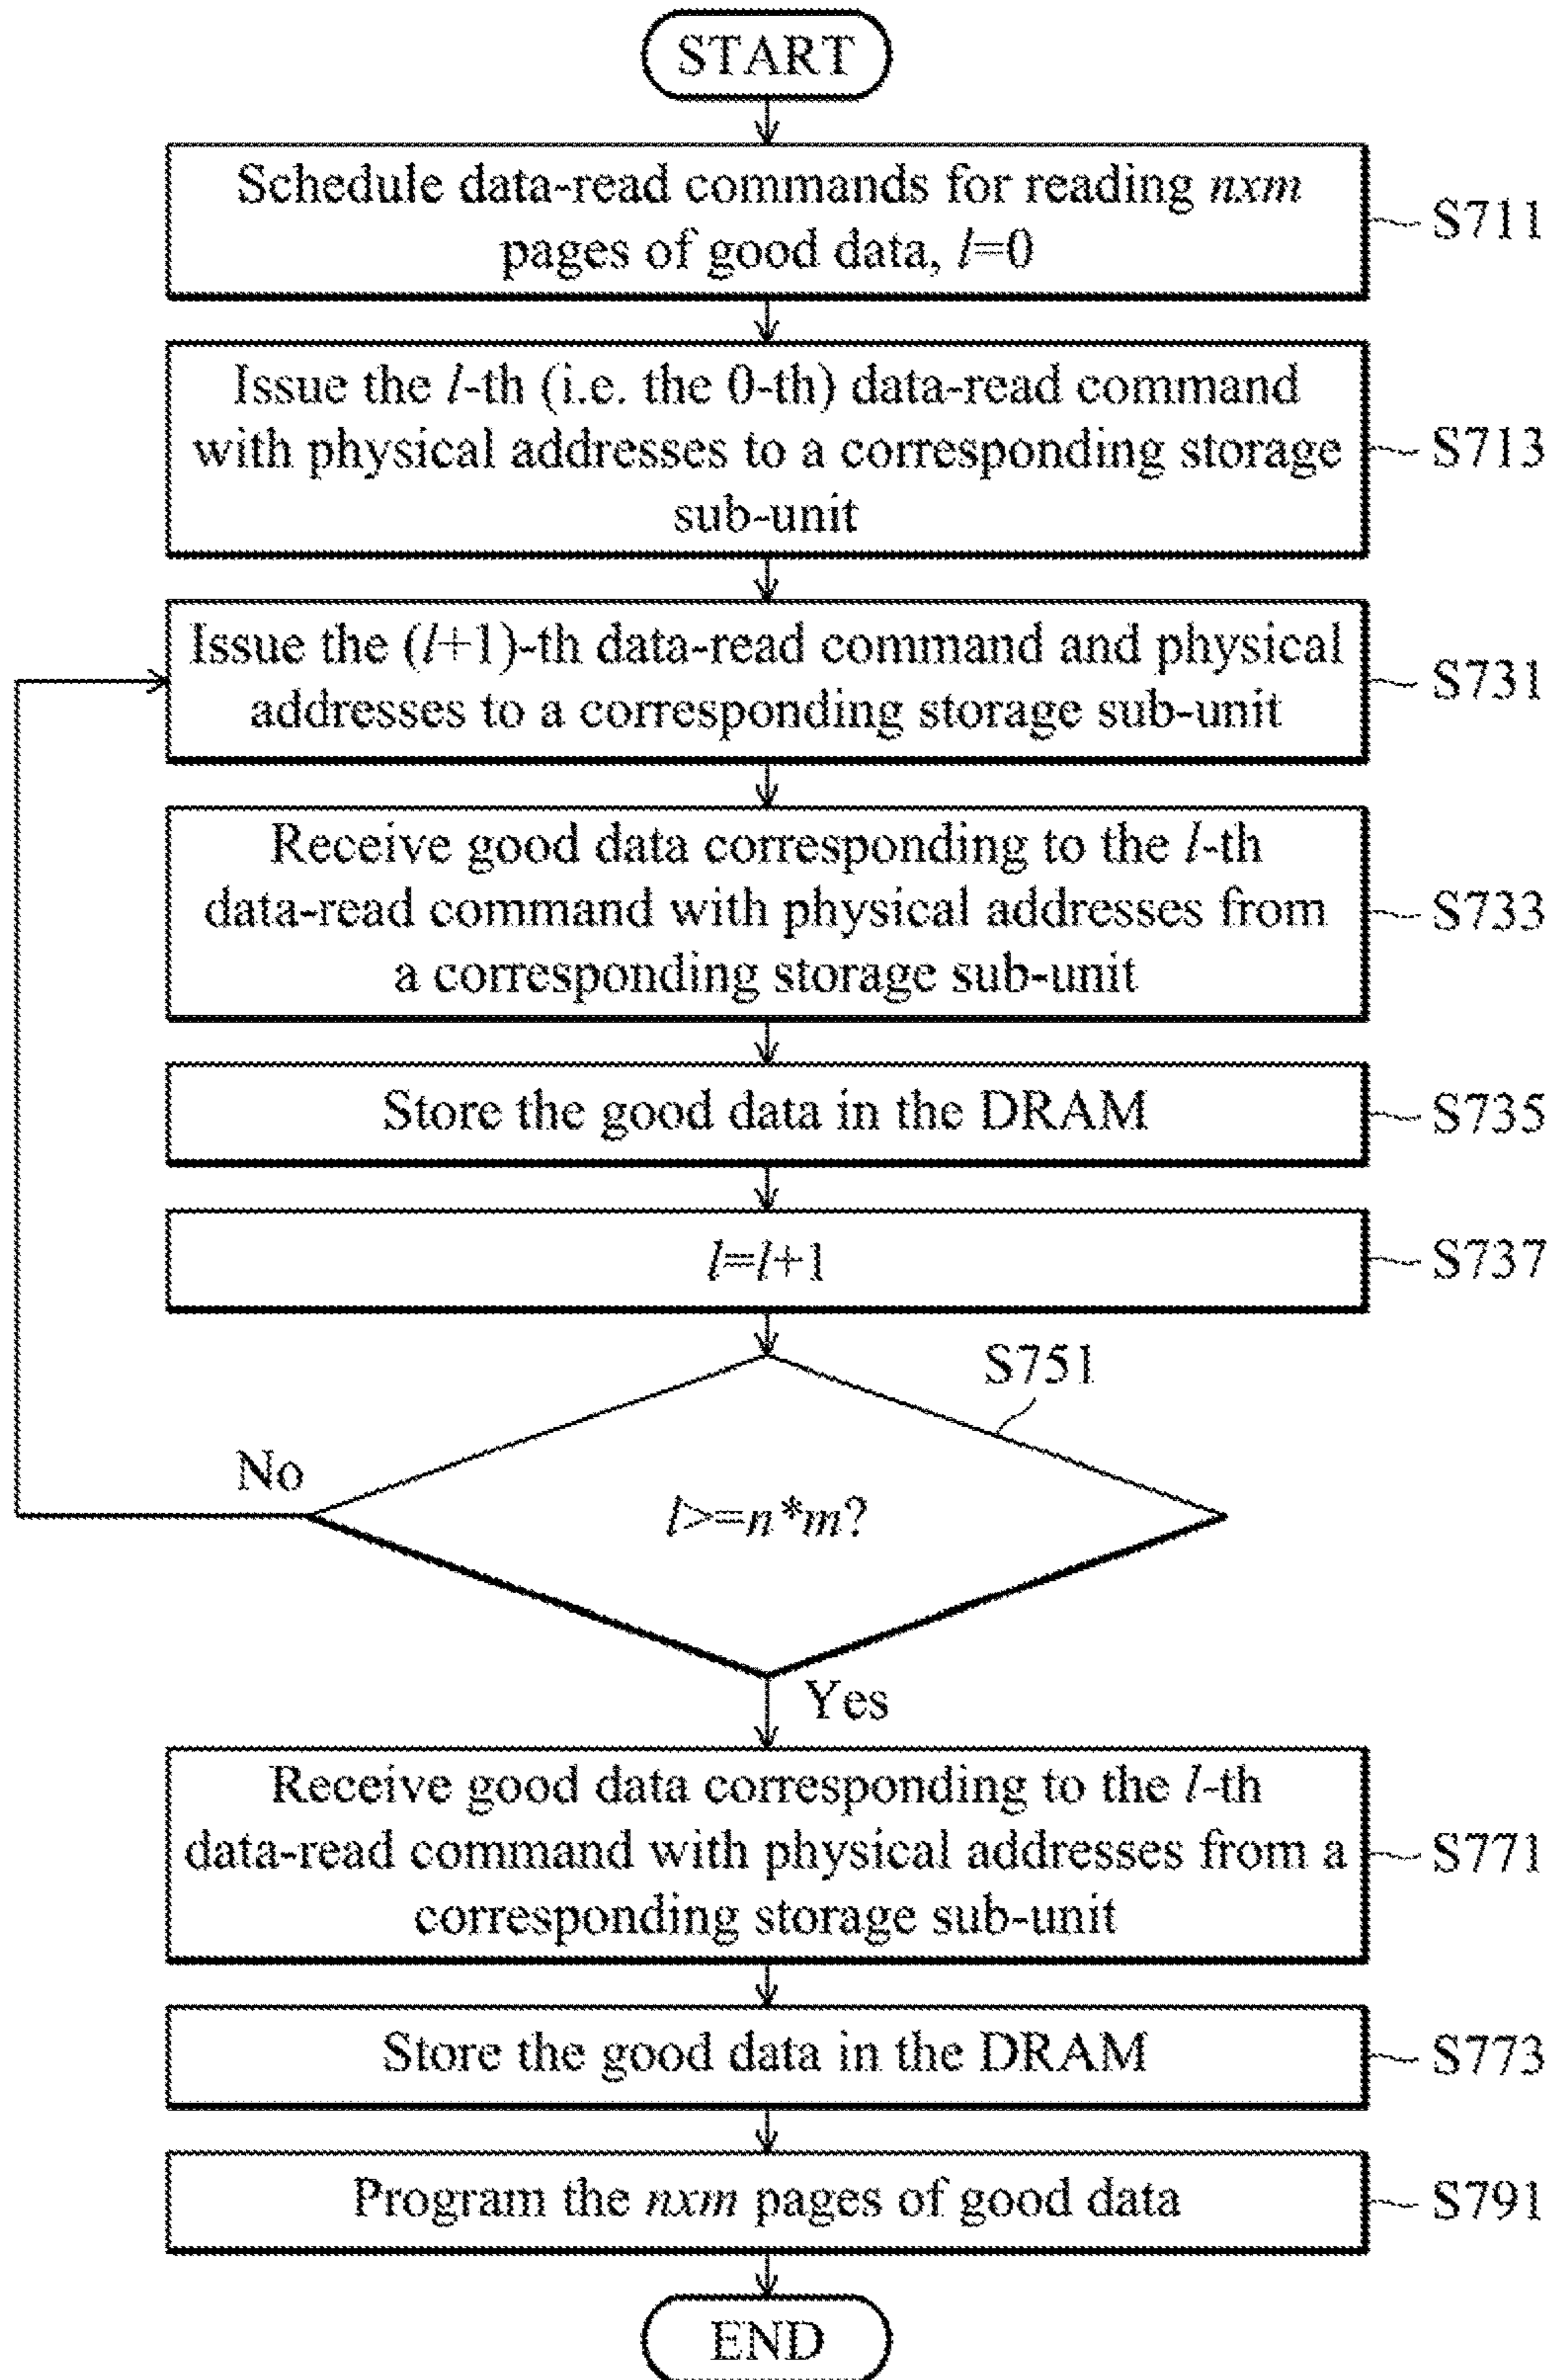 START
Schedule data-read commands for reading nxm
pages of good data, l=0
S711
Issue the l-th (i.e. the 0-th) data-read command
with physical addresses to a corresponding storage
sub-unit
S713
Issue the (l+1)-th data-read command and physical
addresses to a corresponding storage sub-unit
S731
Receive good data corresponding to the l-th
data-read command with physical addresses from
a corresponding storage sub-unit
S733
Store the good data in the DRAM
S735
l=l+1
S737
S751
No
l>=n*m?
Yes
Receive good data corresponding to the l-th
data-read command with physical addresses from a
corresponding storage sub-unit
S771
Store the good data in the DRAM
S773
Program the nxm pages of good data
S791
END